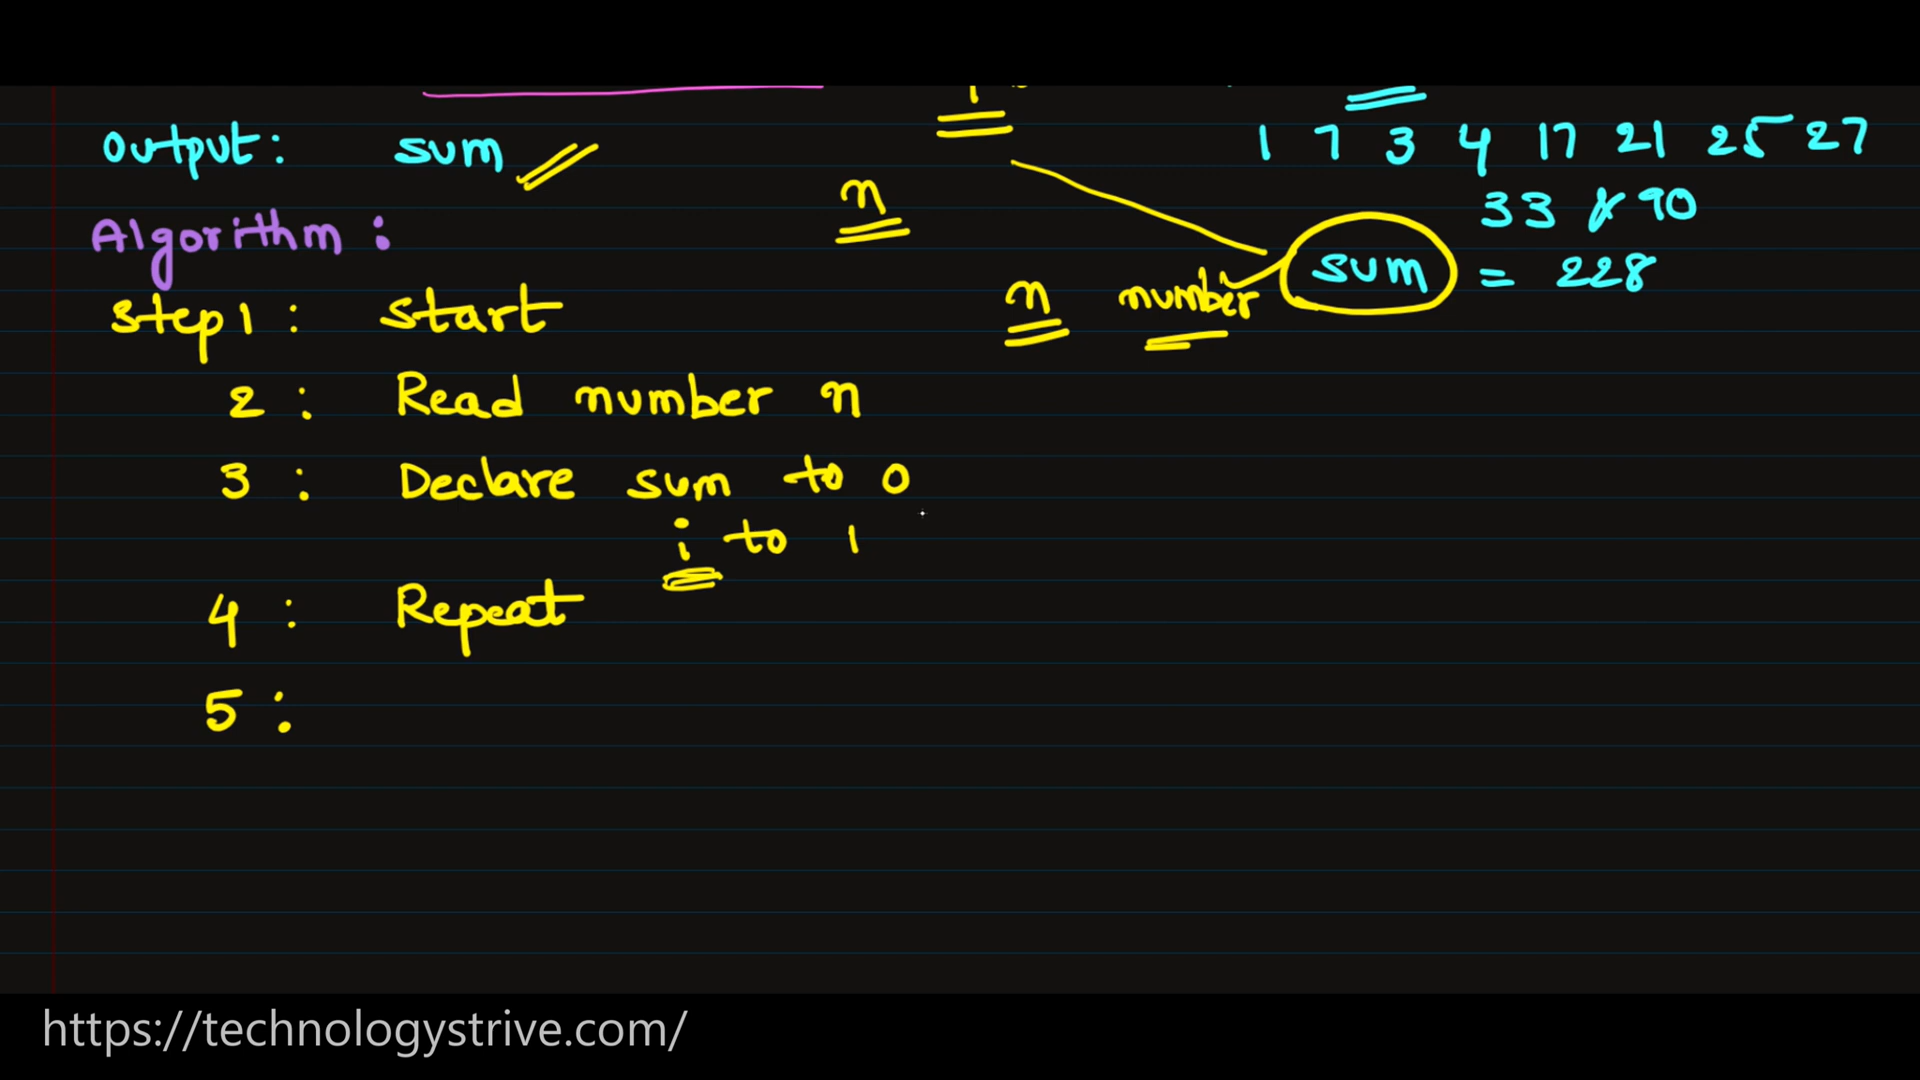 Output: sum
1 7 3 4 17 21 25 27
33 & 90
n
sum = 228
n number
Algorithm:
Step 1 : Start
2 : Read number n
3 : Declare sum to 0
i to 1
4 : Repeat
5 :
https://technologystrive.com/